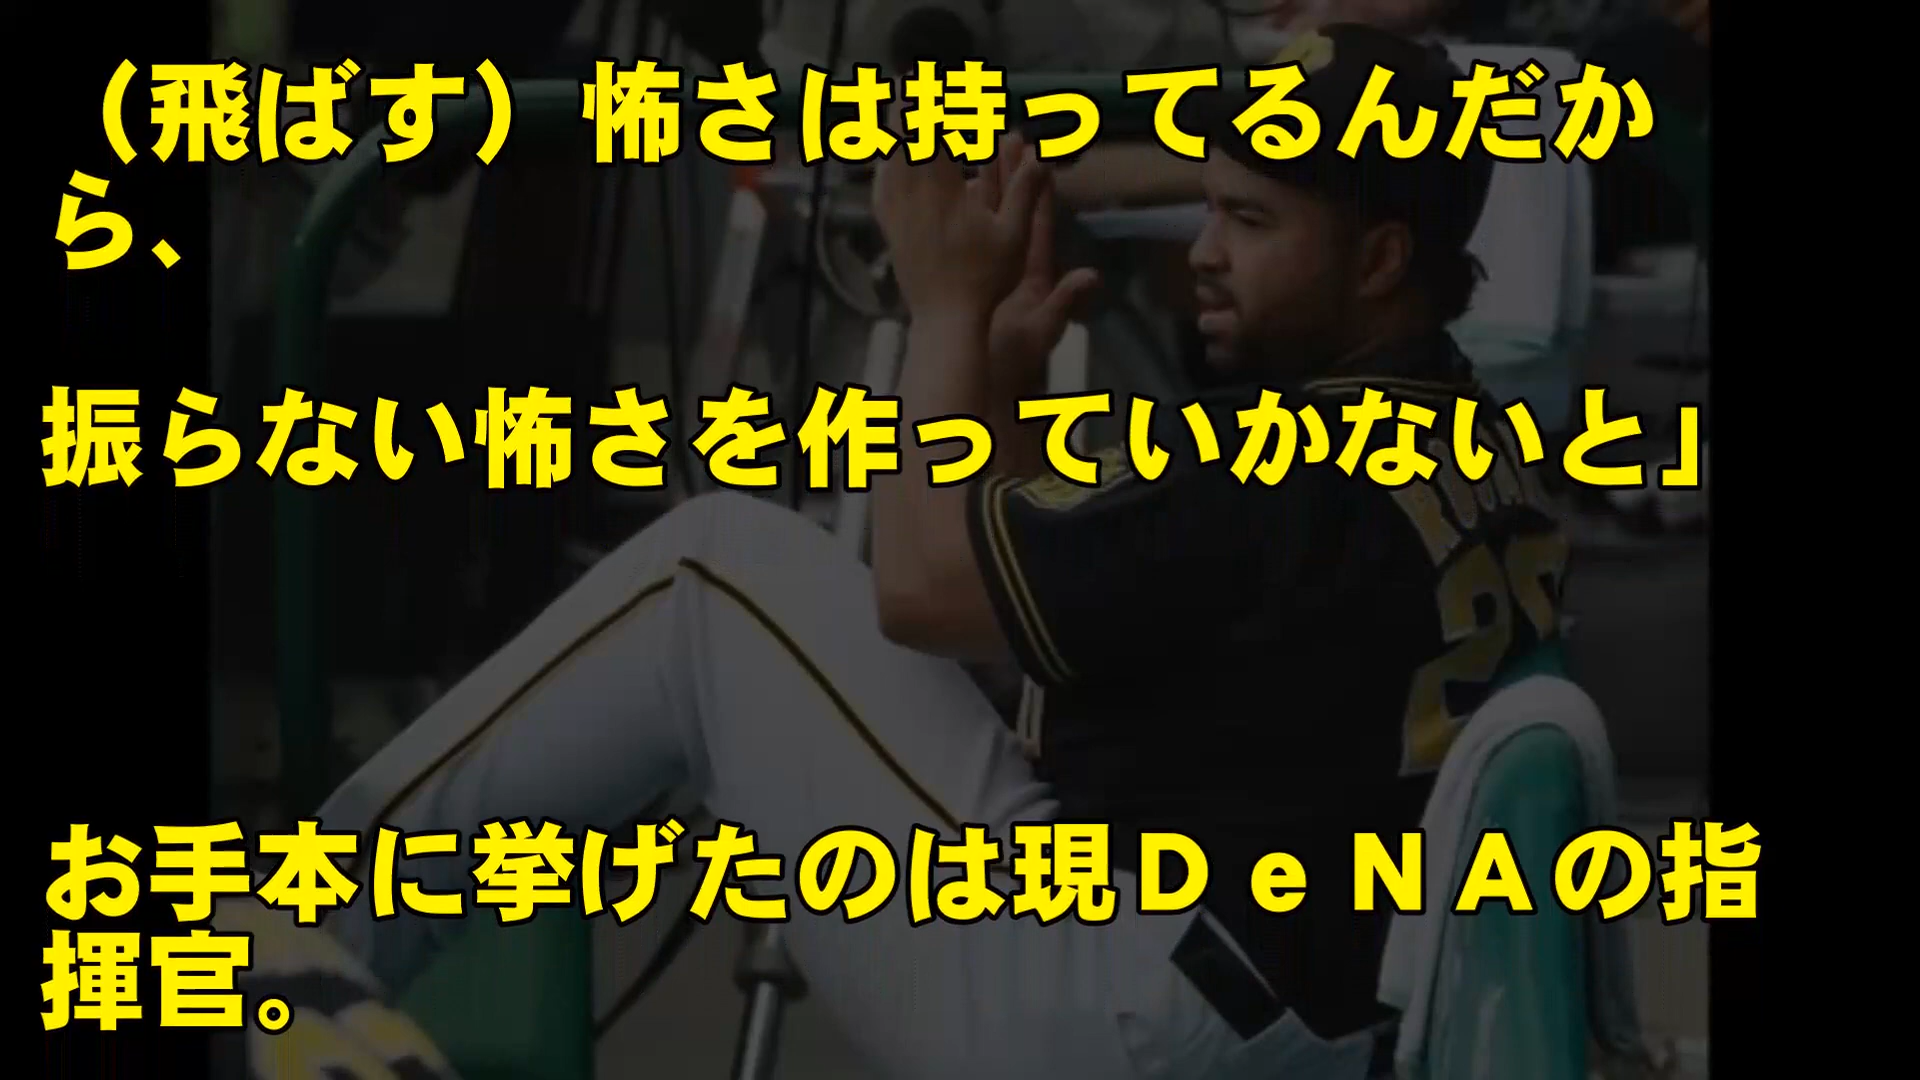 （飛ばす）怖さは持ってるんだか
ら、
振らない怖さを作っていかないと」
お手本に挙げたのは現ＤｅＮＡの指
揮官。